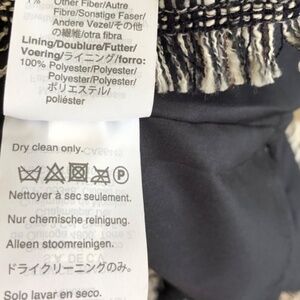 1% Other Fiber/Autre
Fibre/Sonstige Faser/
Andere Vezel/その他
の繊維/otra fibra
Lining/Doublure/Futter/
Voering/ライニング/forro:
100% Polyester/Polyester/
Polyester/Polyester/
ポリエステル/
poliéster
Dry clean only.
P
Nettoyer à sec seulement.
Nur chemische reinigung.
Alleen stoomreinigen.
ドライクリーニングのみ。
Solo lavar en seco.